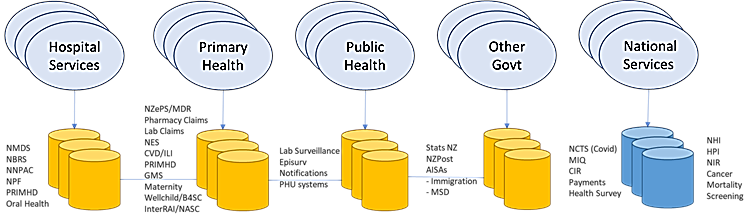 Hospital
Services
Primary
Health
Public
Health
Other
Govt
National
Services
NMDS
NBRS
NNPAC
NPF
PRIMHD
Oral Health
NZePS/MDR
Pharmacy Claims
Lab Claims
NES
CVD/ILI
PRIMHD
GMS
Maternity
Wellchild/B4SC
InterRAI/NASC
Lab Surveillance
Episurv
Notifications
PHU systems
Stats NZ
NZPost
AISAs
- Immigration
- MSD
NCTS (Covid)
MIQ
CIR
Payments
Health Survey
NHI
HPI
NIR
Cancer
Mortality
Screening